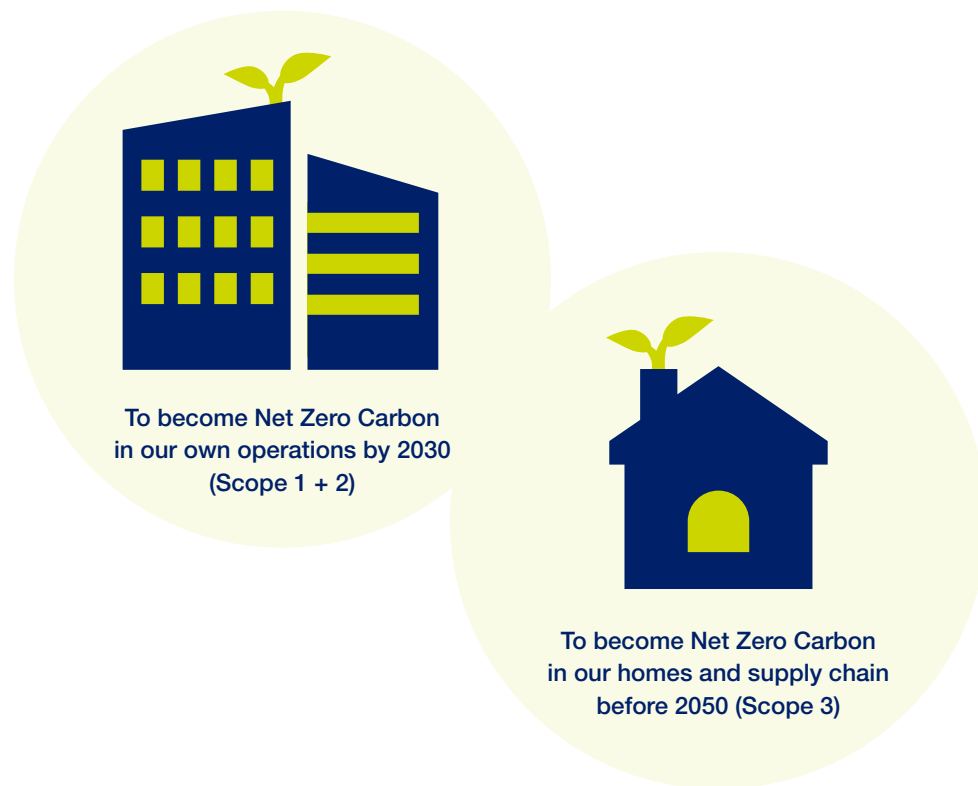 To become Net Zero Carbon
in our own operations by 2030
(Scope 1 + 2)
To become Net Zero Carbon
in our homes and supply chain
before 2050 (Scope 3)